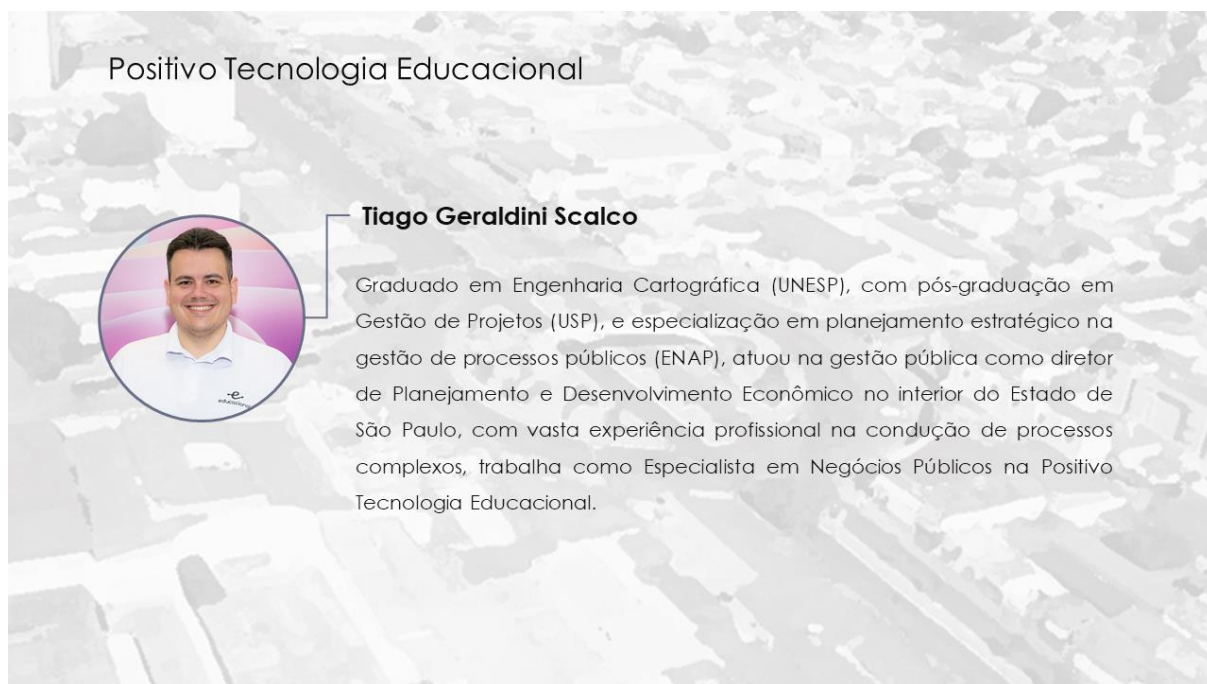 Positivo Tecnologia Educacional
Tiago Geraldini Scalco
Graduado em Engenharia Cartográfica (UNESP), com pós-graduação em
Gestão de Projetos (USP), e especialização em planejamento estratégico na
gestão de processos públicos (ENAP), atuou na gestão pública como diretor
de Planejamento e Desenvolvimento Econômico no interior do Estado de
São Paulo, com vasta experiência profissional na condução de processos
complexos, trabalha como Especialista em Negócios Públicos na Positivo
Tecnologia Educacional.
e
educacional